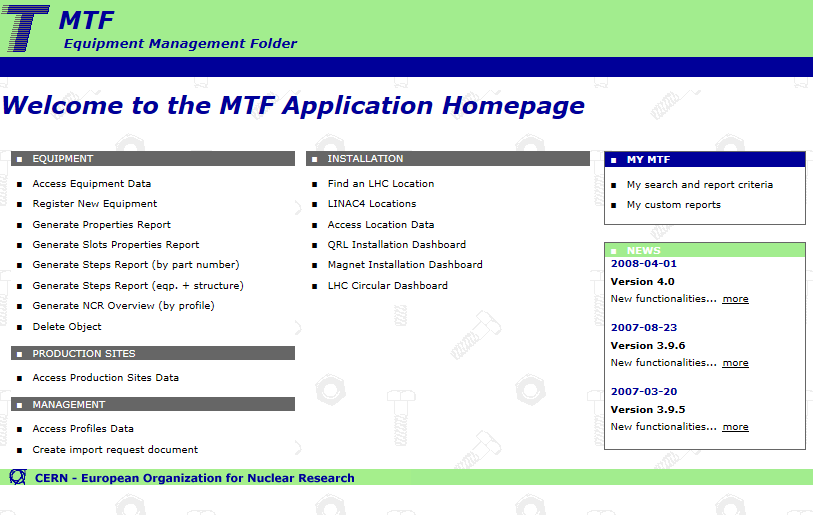 MTF
Equipment Management Folder
Welcome to the MTF Application Homepage
EQUIPMENT
Access Equipment Data
Register New Equipment
Generate Properties Report
Generate Slots Properties Report
Generate Steps Report (by part number)
Generate Steps Report (eqp. + structure)
Generate NCR Overview (by profile)
Delete Object
PRODUCTION SITES
Access Production Sites Data
MANAGEMENT
Access Profiles Data
Create import request document
INSTALLATION
Find an LHC Location
LINAC4 Locations
Access Location Data
QRL Installation Dashboard
Magnet Installation Dashboard
LHC Circular Dashboard
MY MTF
My search and report criteria
My custom reports
NEWS
2008-04-01
Version 4.0
New functionalities... more
2007-08-23
Version 3.9.6
New functionalities... more
2007-03-20
Version 3.9.5
New functionalities... more
CERN - European Organization for Nuclear Research